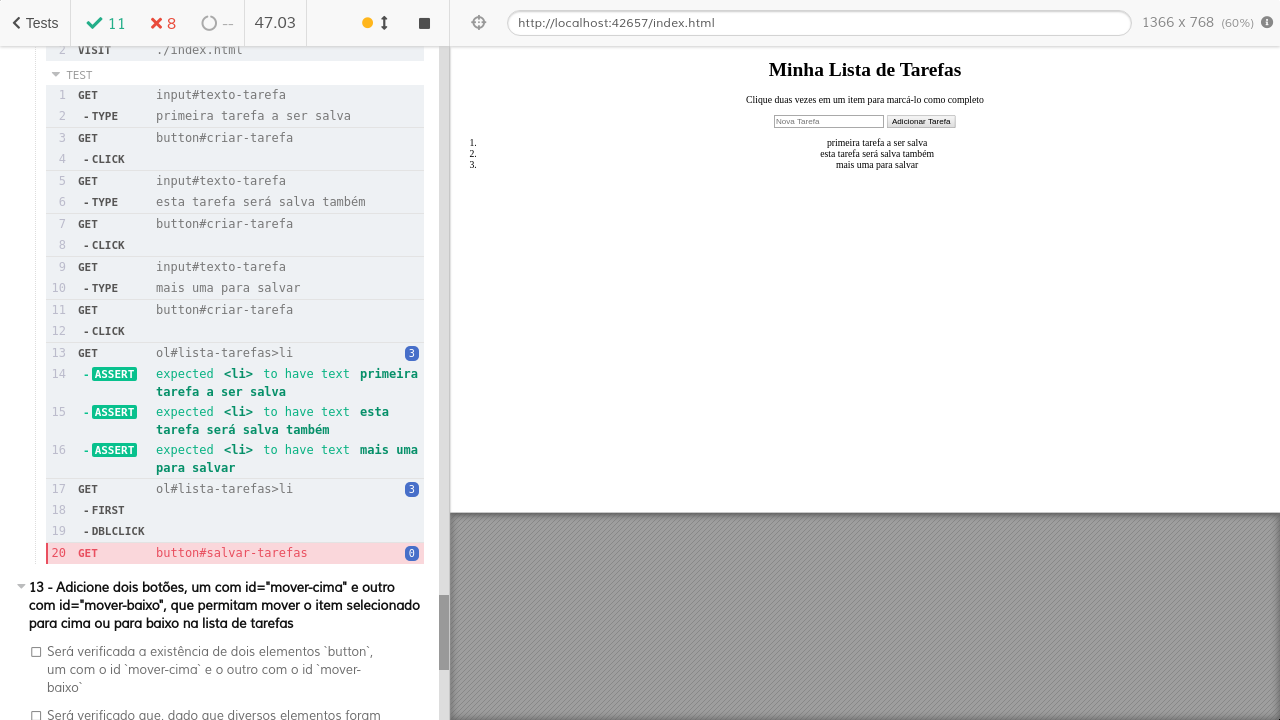 Tests
11
8
--
47.03
http://localhost:42657/index.html
1366 x 768 (60%)
2 VISIT ./index.html
TEST
1 GET input#texto-tarefa
2 -TYPE primeira tarefa a ser salva
3 GET button#criar-tarefa
4 -CLICK
5 GET input#texto-tarefa
6 -TYPE esta tarefa será salva também
7 GET button#criar-tarefa
8 -CLICK
9 GET input#texto-tarefa
10 -TYPE mais uma para salvar
11 GET button#criar-tarefa
12 -CLICK
13 GET ol#lista-tarefas>li 3
14 -ASSERT expected <li> to have text primeira
tarefa a ser salva
15 -ASSERT expected <li> to have text esta
tarefa será salva também
16 -ASSERT expected <li> to have text mais uma
para salvar
17 GET ol#lista-tarefas>li 3
18 -FIRST
19 -DBLCLICK
20 GET button#salvar-tarefas 0
13 - Adicione dois botões, um com id="mover-cima" e outro
com id="mover-baixo", que permitam mover o item selecionado
para cima ou para baixo na lista de tarefas
Será verificada a existência de dois elementos `button`,
um com o id `mover-cima` e o outro com o id `mover-
baixo`
Será verificado que, dado que diversos elementos foram
Minha Lista de Tarefas
Clique duas vezes em um item para marcá-lo como completo
Nova Tarefa Adicionar Tarefa
1. primeira tarefa a ser salva
2. esta tarefa será salva também
3. mais uma para salvar